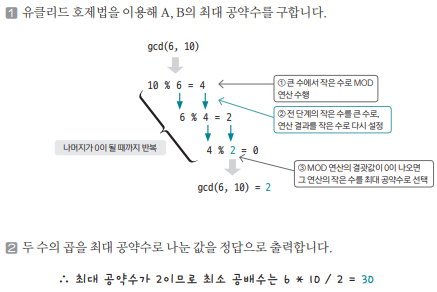 1 유클리드 호제법을 이용해 A, B의 최대 공약수를 구합니다.
gcd(6, 10)
10 % 6 = 4
① 큰 수에서 작은 수로 MOD
연산 수행
6 % 4 = 2
② 전 단계의 작은 수를 큰 수로,
연산 결과를 작은 수로 다시 설정
나머지가 0이 될 때까지 반복
4 % 2 = 0
③ MOD 연산의 결괏값이 0이 나오면
그 연산의 작은 수를 최대 공약수로 선택
gcd(6, 10) = 2
2 두 수의 곱을 최대 공약수로 나눈 값을 정답으로 출력합니다.
∴ 최대 공약수가 2이므로 최소 공배수는 6 * 10 / 2 = 30